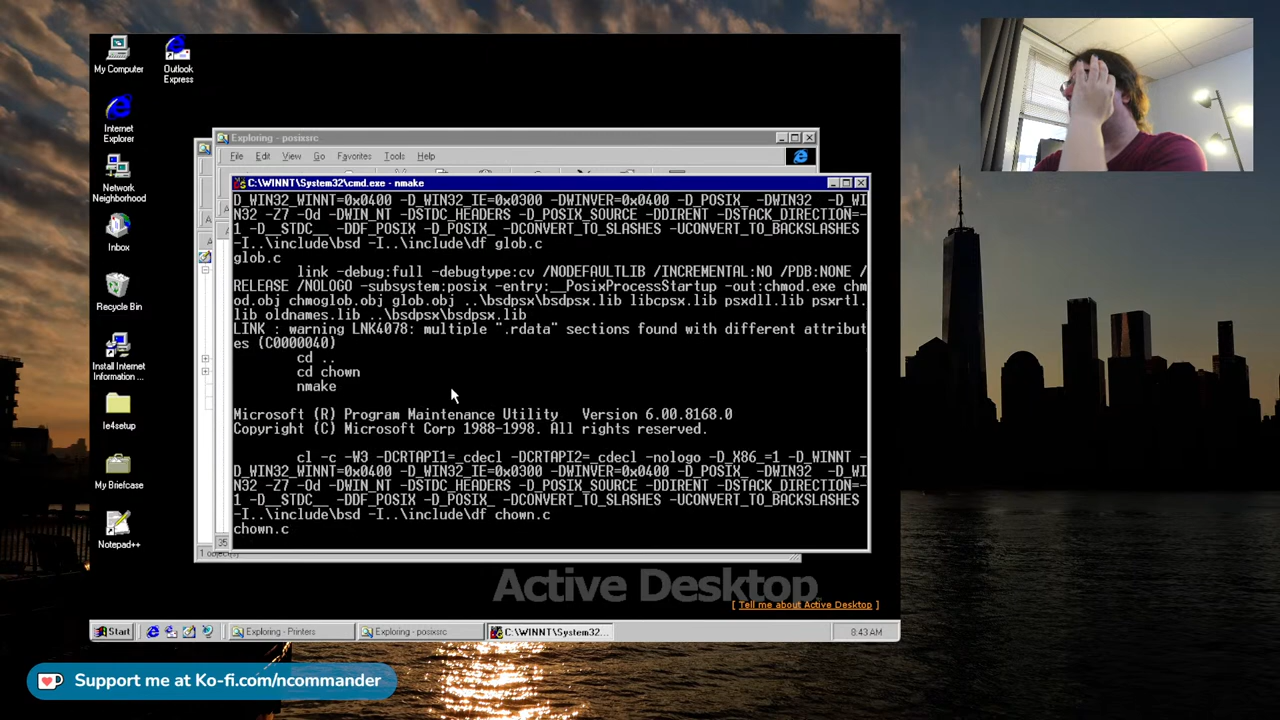 My Computer
Outlook
Express
Internet
Explorer
Network
Neighborhood
Inbox
Recycle Bin
Install Internet
Information ...
Ie4setup
My Briefcase
Notepad++
Exploring - posixsrc
File Edit View Go Favorites Tools Help
C:\WINNT\System32\cmd.exe - nmake
D_WIN32_WINNT=0x0400 -D_WIN32_IE=0x0300 -DWINVER=0x0400 -D_POSIX_ -DWIN32 -D_WI
N32 -Z7 -Od -DWIN_NT -DSTDC_HEADERS -D_POSIX_SOURCE -DDIRENT -DSTACK_DIRECTION=-
1 -D__STDC__ -DDF_POSIX -D_POSIX_ -DCONVERT_TO_SLASHES -UCONVERT_TO_BACKSLASHES
-I..\include\bsd -I..\include\df glob.c
glob.c
link -debug:full -debugtype:cv /NODEFAULTLIB /INCREMENTAL:NO /PDB:NONE /
RELEASE /NOLOGO -subsystem:posix -entry:__PosixProcessStartup -out:chmod.exe chm
od.obj chmoglob.obj glob.obj ..\bsdpsx\bsdpsx.lib libcpsx.lib psxdll.lib psxrtl.
lib oldnames.lib ..\bsdpsx\bsdpsx.lib
LINK : warning LNK4078: multiple ".rdata" sections found with different attribut
es (C0000040)
cd ..
cd chown
nmake
Microsoft (R) Program Maintenance Utility Version 6.00.8168.0
Copyright (C) Microsoft Corp 1988-1998. All rights reserved.
cl -c -W3 -DCRTAPI1=_cdecl -DCRTAPI2=_cdecl -nologo -D_X86_=1 -D_WINNT -
D_WIN32_WINNT=0x0400 -D_WIN32_IE=0x0300 -DWINVER=0x0400 -D_POSIX_ -DWIN32 -D_WI
N32 -Z7 -Od -DWIN_NT -DSTDC_HEADERS -D_POSIX_SOURCE -DDIRENT -DSTACK_DIRECTION=-
1 -D__STDC__ -DDF_POSIX -D_POSIX_ -DCONVERT_TO_SLASHES -UCONVERT_TO_BACKSLASHES
-I..\include\bsd -I..\include\df chown.c
chown.c
35
Active Desktop
[ Tell me about Active Desktop ]
Start
Exploring - Printers
Exploring - posixsrc
C:\WINNT\System32...
8:43 AM
Support me at Ko-fi.com/ncommander